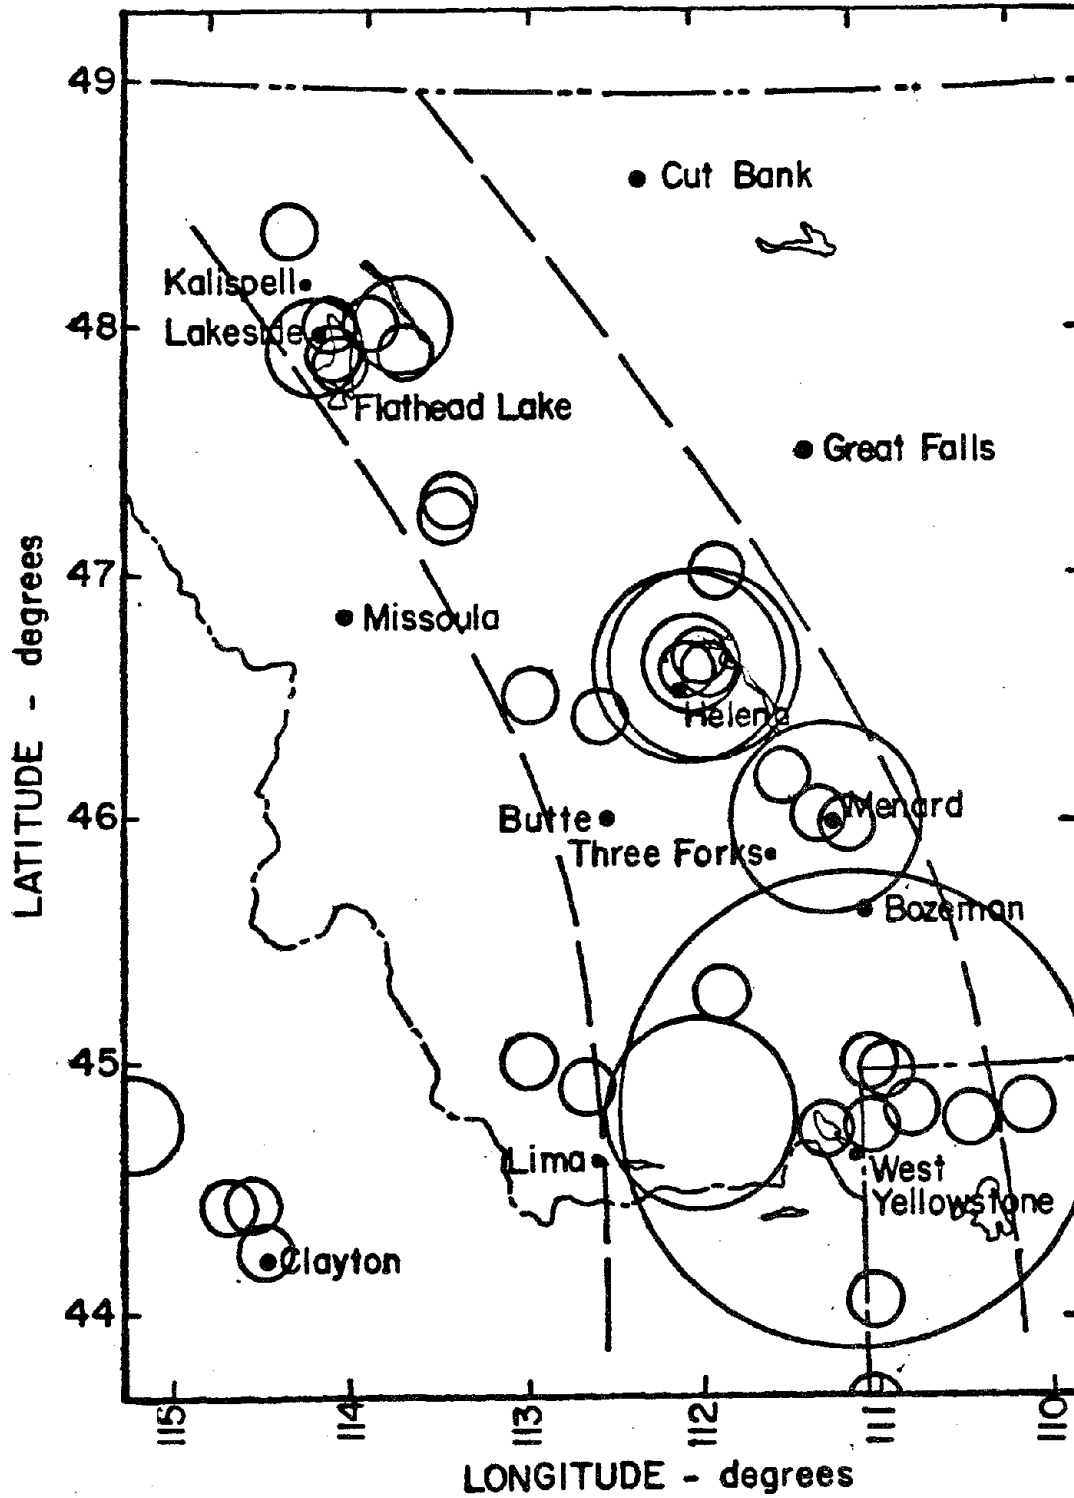 49
Cut Bank
Kalispell
48
Lakeside
Flathead Lake
Great Falls
47
Missoula
Helena
46
Menard
Butte
Three Forks
Bozeman
45
Lima
West
Yellowstone
Clayton
44
LATITUDE - degrees
115
114
113
112
111
110
LONGITUDE - degrees